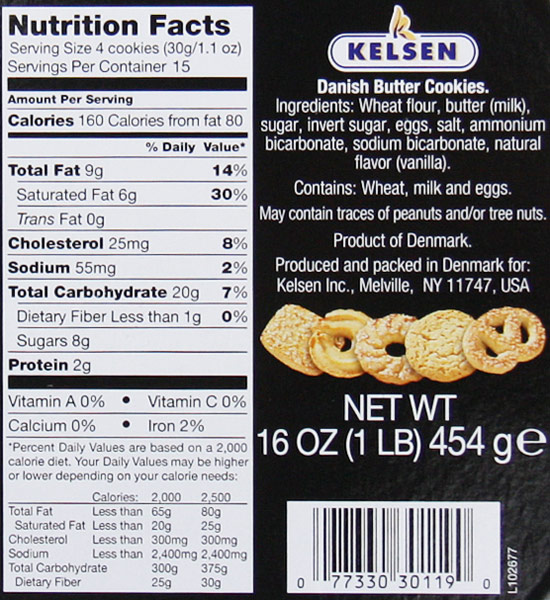 Nutrition Facts
Serving Size 4 cookies (30g/1.1 oz)
Servings Per Container 15
Amount Per Serving
Calories 160 Calories from fat 80
% Daily Value*
Total Fat 9g 14%
Saturated Fat 6g 30%
Trans Fat 0g
Cholesterol 25mg 8%
Sodium 55mg 2%
Total Carbohydrate 20g 7%
Dietary Fiber Less than 1g 0%
Sugars 8g
Protein 2g
Vitamin A 0% • Vitamin C 0%
Calcium 0% • Iron 2%
*Percent Daily Values are based on a 2,000
calorie diet. Your Daily Values may be higher
or lower depending on your calorie needs:
Calories: 2,000 2,500
Total Fat Less than 65g 80g
Saturated Fat Less than 20g 25g
Cholesterol Less than 300mg 300mg
Sodium Less than 2,400mg 2,400mg
Total Carbohydrate 300g 375g
Dietary Fiber 25g 30g
KELSEN
Danish Butter Cookies.
Ingredients: Wheat flour, butter (milk),
sugar, invert sugar, eggs, salt, ammonium
bicarbonate, sodium bicarbonate, natural
flavor (vanilla).
Contains: Wheat, milk and eggs.
May contain traces of peanuts and/or tree nuts.
Product of Denmark.
Produced and packed in Denmark for:
Kelsen Inc., Melville, NY 11747, USA
NET WT
16 OZ (1 LB) 454 g e
0 77330 30119 0
L102677